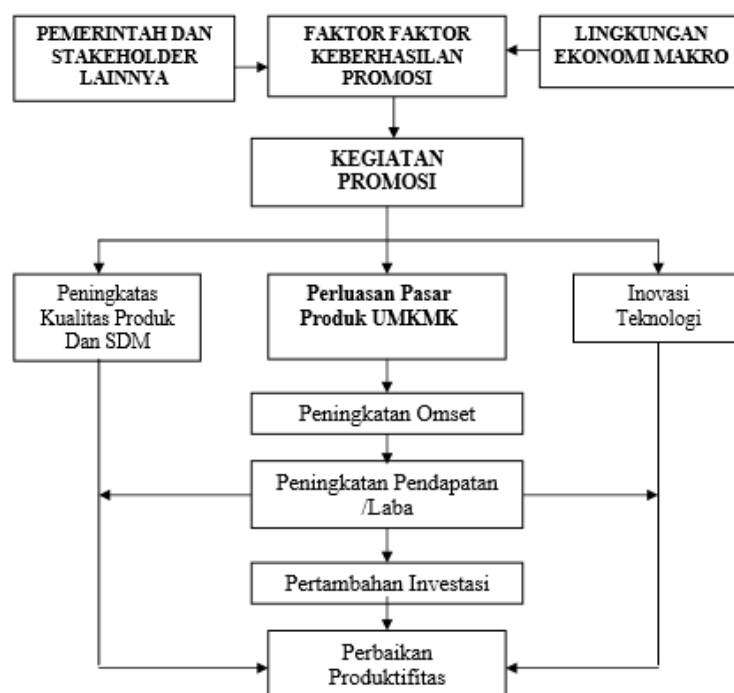 PEMERINTAH DAN
STAKEHOLDER
LAINNYA
FAKTOR FAKTOR
KEBERHASILAN
PROMOSI
LINGKUNGAN
EKONOMI MAKRO
KEGIATAN
PROMOSI
Peningkatas
Kualitas Produk
Dan SDM
Perluasan Pasar
Produk UMKMK
Inovasi
Teknologi
Peningkatan Omset
Peningkatan Pendapatan
/Laba
Pertambahan Investasi
Perbaikan
Produktifitas